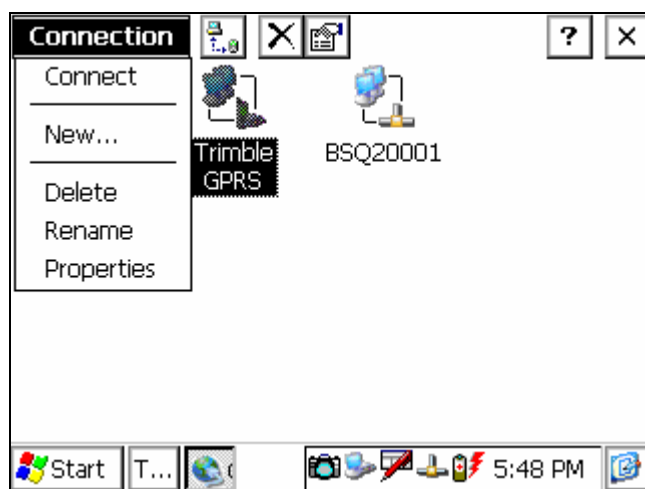 Connection
?
×
Connect
New...
Delete
Rename
Properties
Trimble
GPRS
BSQ20001
Start
T...
5:48 PM